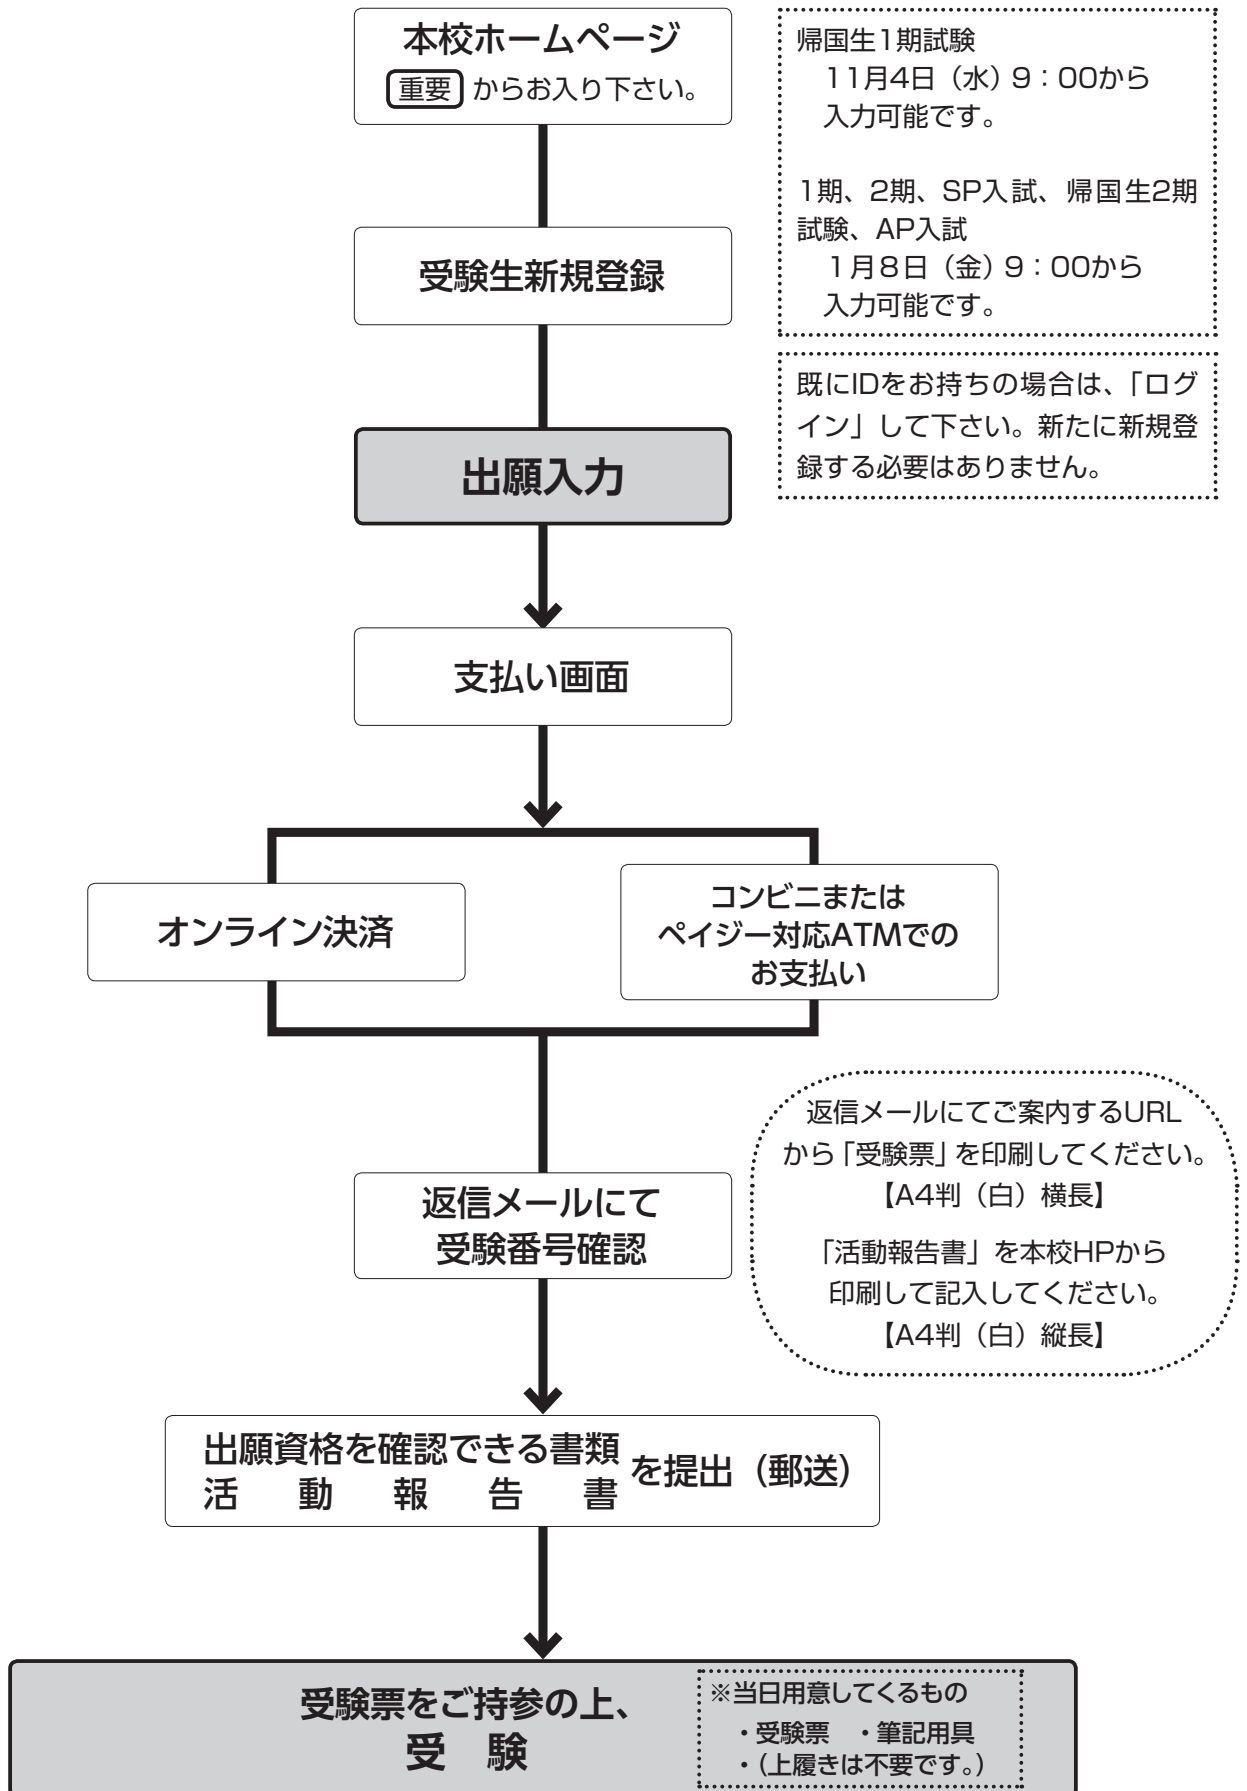 本校ホームページ
重要 からお入り下さい。
帰国生1期試験
11月4日（水）9：00から
入力可能です。
1期、2期、SP入試、帰国生2期
試験、AP入試
1月8日（金）9：00から
入力可能です。
受験生新規登録
既にIDをお持ちの場合は、「ログ
イン」して下さい。新たに新規登
録する必要はありません。
出願入力
支払い画面
オンライン決済
コンビニまたは
ペイジー対応ATMでの
お支払い
返信メールにて
受験番号確認
返信メールにてご案内するURL
から「受験票」を印刷してください。
【A4判（白）横長】
「活動報告書」を本校HPから
印刷して記入してください。
【A4判（白）縦長】
出願資格を確認できる書類
活動報告書
を提出（郵送）
受験票をご持参の上、
受　験
※当日用意してくるもの
・受験票　・筆記用具
・（上履きは不要です。）